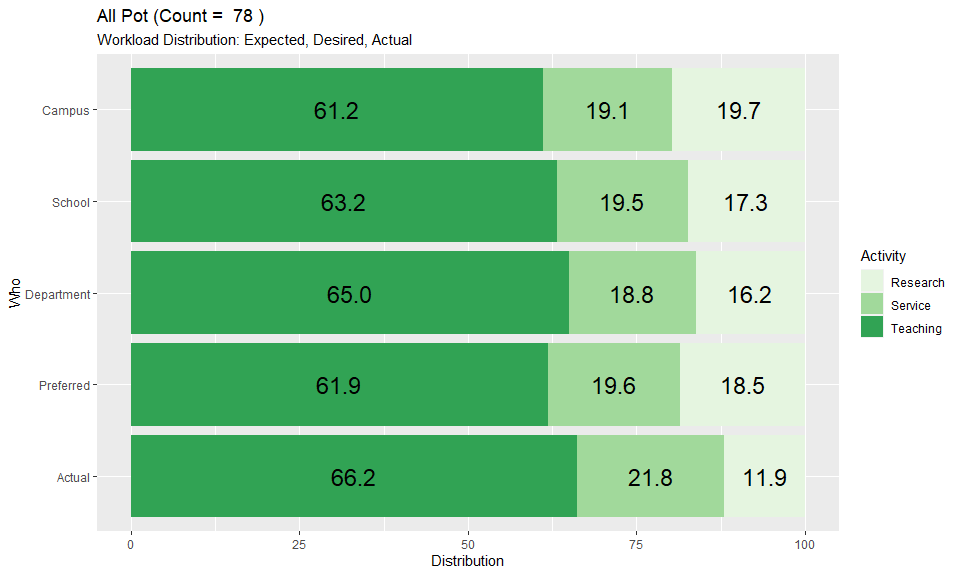 All Pot (Count =  78 )
Workload Distribution: Expected, Desired, Actual
Who
Campus 61.2 19.1 19.7
School 63.2 19.5 17.3
Department 65.0 18.8 16.2
Preferred 61.9 19.6 18.5
Actual 66.2 21.8 11.9
0 25 50 75 100
Distribution
Activity
Research
Service
Teaching